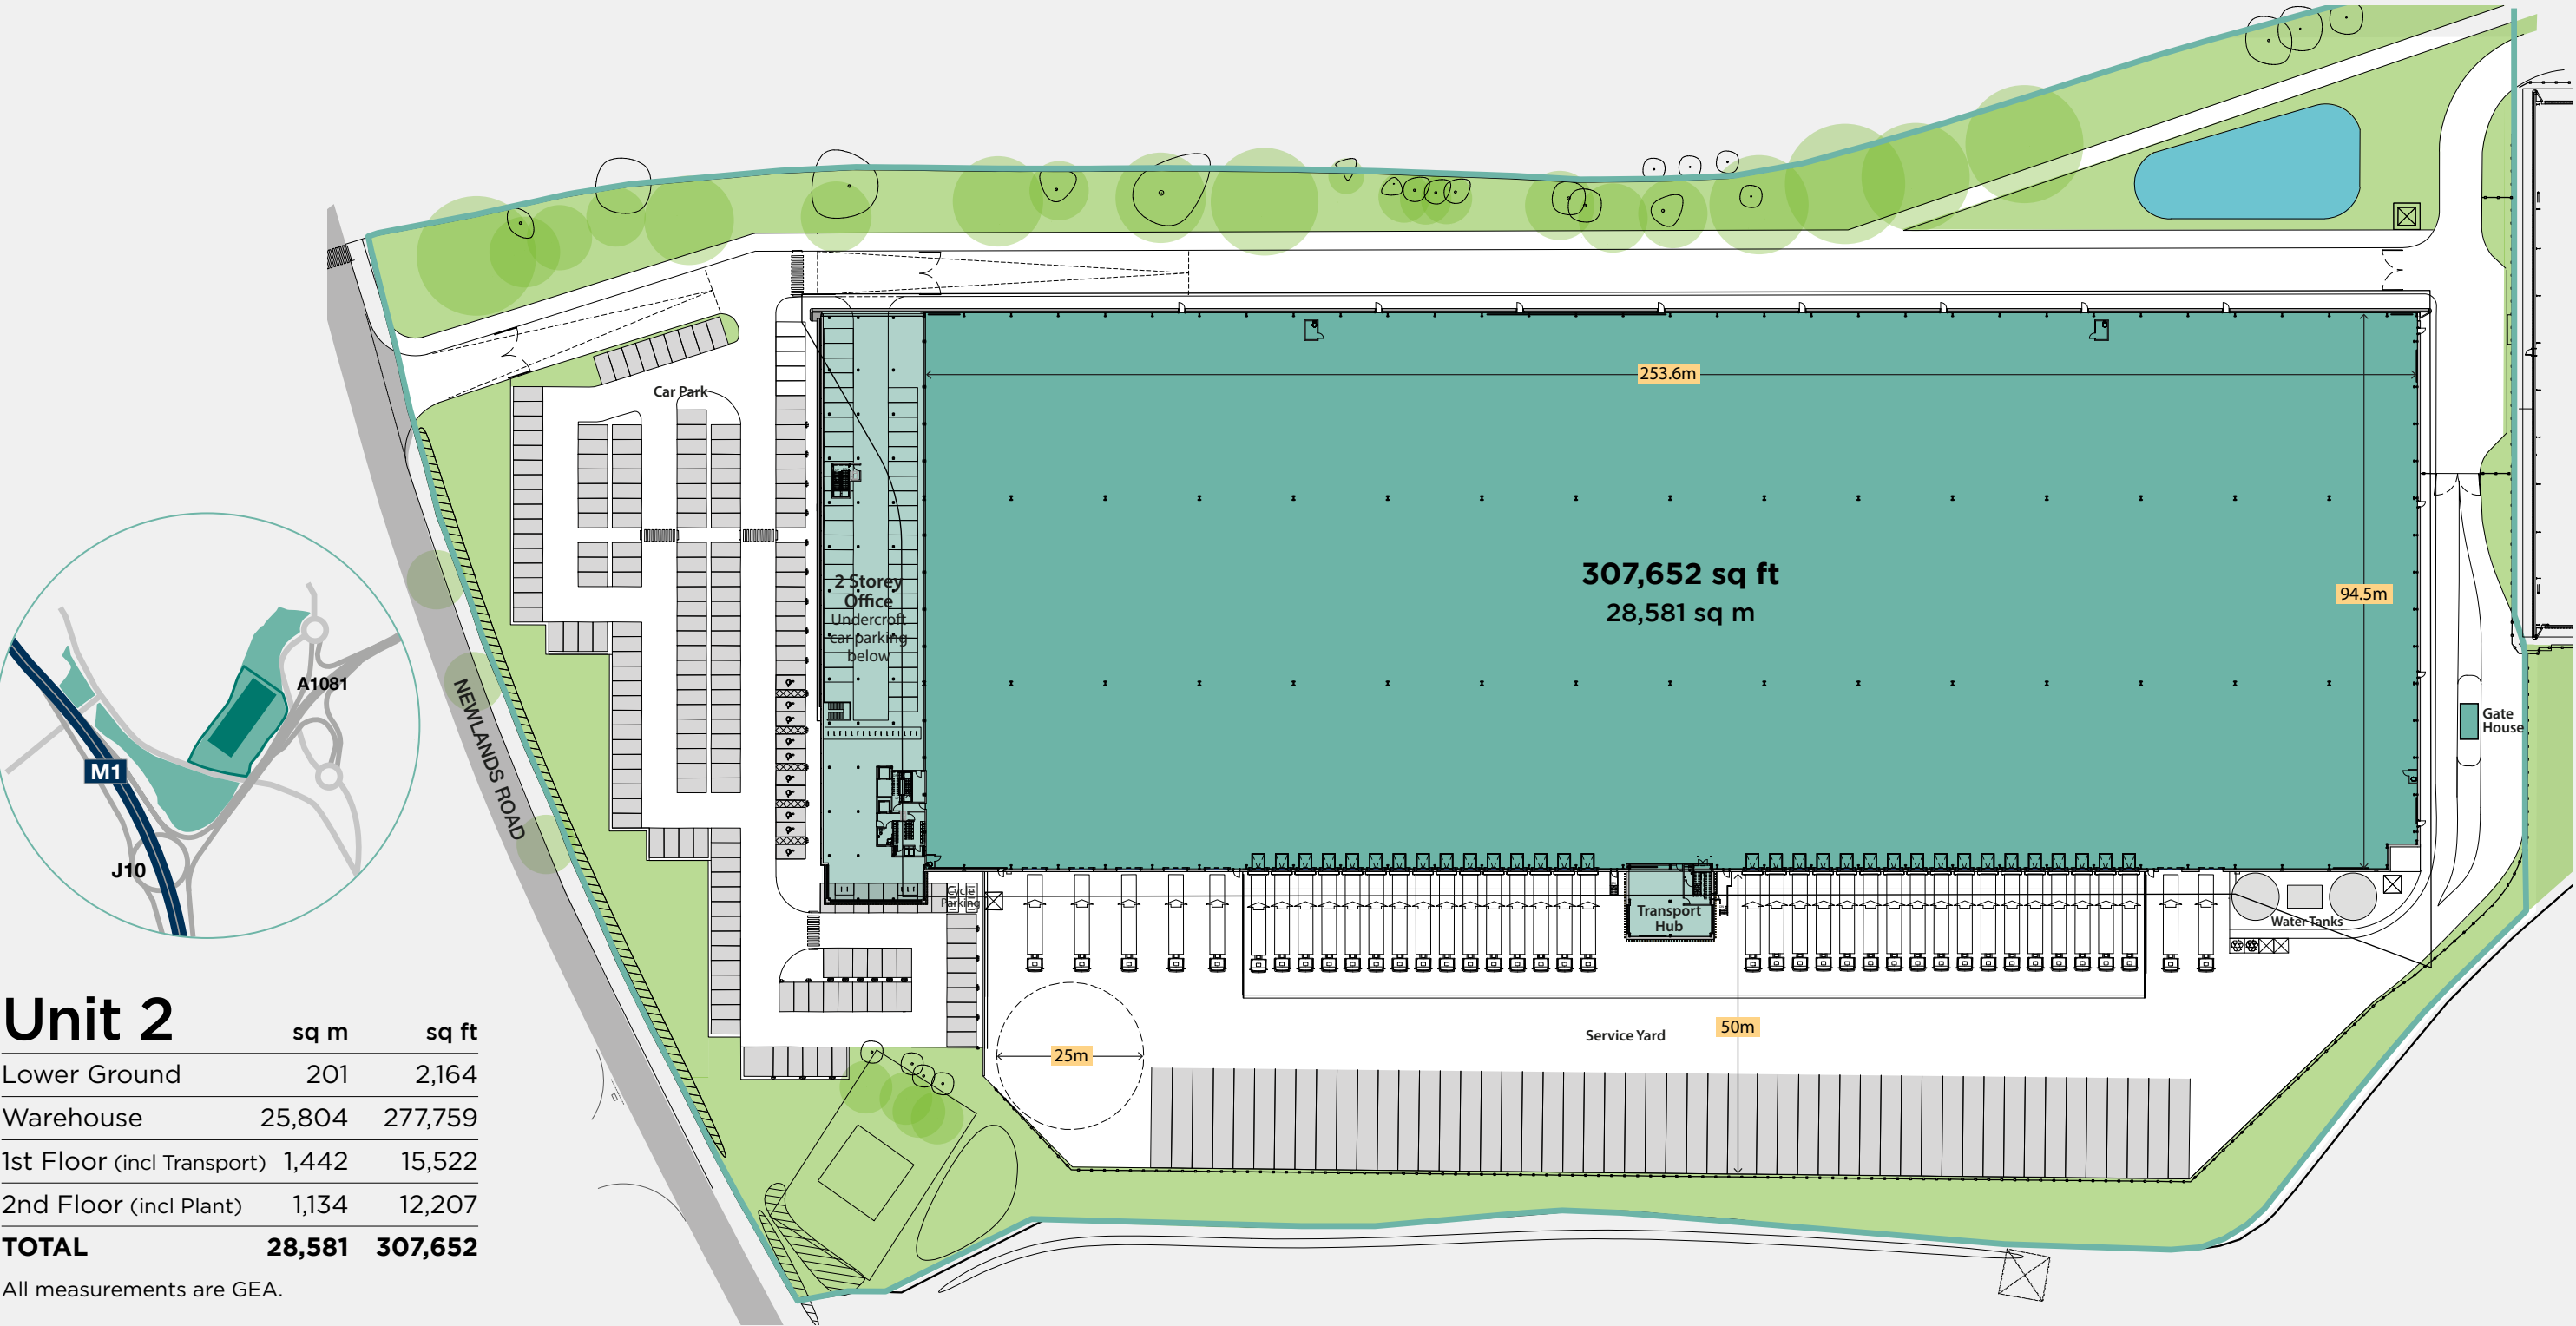 Car Park
253.6m
2 Storey
Office
Undercroft
car parking
below
307,652 sq ft
28,581 sq m
94.5m
Gate
House
A1081
M1
J10
NEWLANDS ROAD
Cycle
Parking
Transport
Hub
Water Tanks
25m
Service Yard
50m
Unit 2 sq m sq ft
Lower Ground 201 2,164
Warehouse 25,804 277,759
1st Floor (incl Transport) 1,442 15,522
2nd Floor (incl Plant) 1,134 12,207
TOTAL 28,581 307,652
All measurements are GEA.